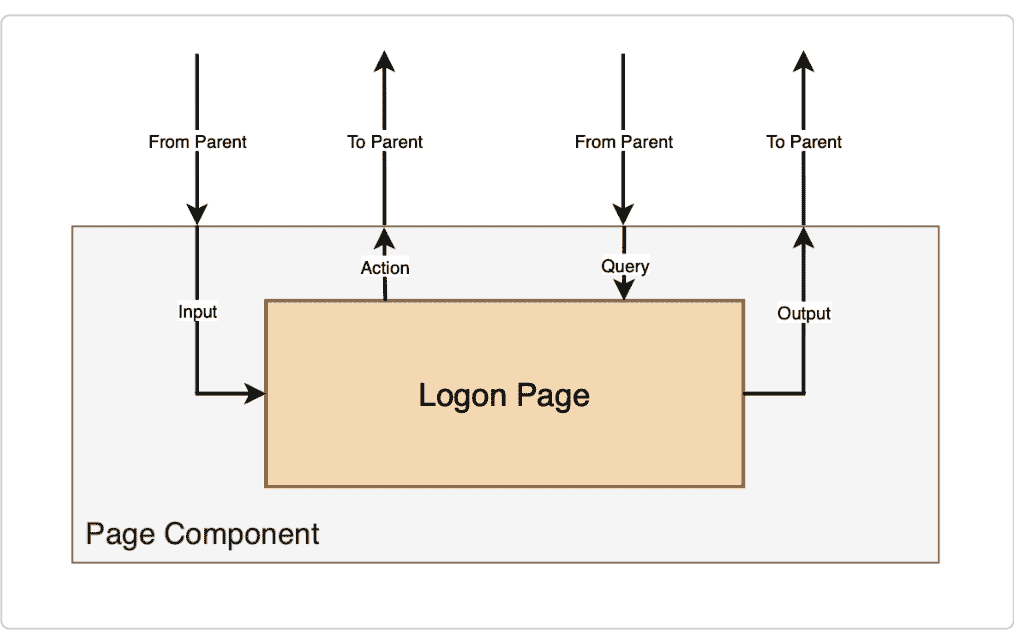 From Parent
To Parent
From Parent
To Parent
Action
Query
Input
Output
Logon Page
Page Component